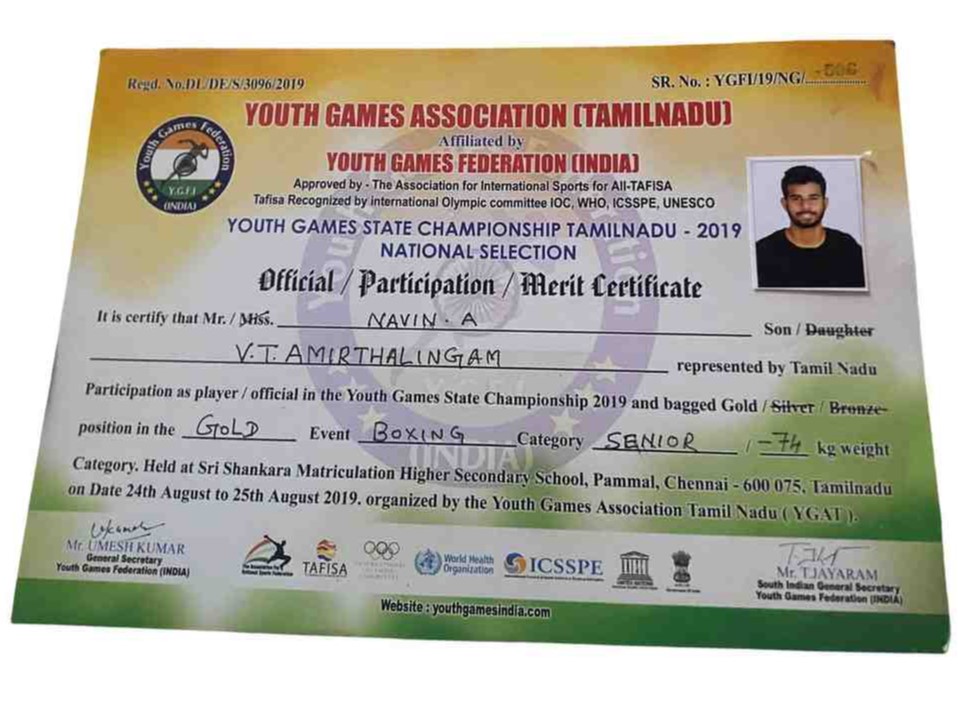 Regd. No.DL/DE/S/3096/2019
SR. No. : YGFI/19/NG/ -506
YOUTH GAMES ASSOCIATION (TAMILNADU)
Affiliated by
YOUTH GAMES FEDERATION (INDIA)
Approved by - The Association for International Sports for All-TAFISA
Tafisa Recognized by international Olympic committee IOC, WHO, ICSSPE, UNESCO
YOUTH GAMES STATE CHAMPIONSHIP TAMILNADU - 2019
NATIONAL SELECTION
Official / Participation / Merit Certificate
Youth Games Federation
Y.G.F.I
(INDIA)
It is certify that Mr. / Miss. NAVIN. A Son / Daughter
V.T. AMIRTHALINGAM represented by Tamil Nadu
Participation as player / official in the Youth Games State Championship 2019 and bagged Gold / Silver / Bronze
position in the GOLD Event BOXING Category SENIOR / -74 kg weight
Category. Held at Sri Shankara Matriculation Higher Secondary School, Pammal, Chennai - 600 075, Tamilnadu
on Date 24th August to 25th August 2019. organized by the Youth Games Association Tamil Nadu ( YGAT ).
Mr. UMESH KUMAR
General Secretary
Youth Games Federation (INDIA)
TAFISA
World Health
Organization
ICSSPE
Mr. T.JAYARAM
South Indian General Secretary
Youth Games Federation (INDIA)
Website : youthgamesindia.com